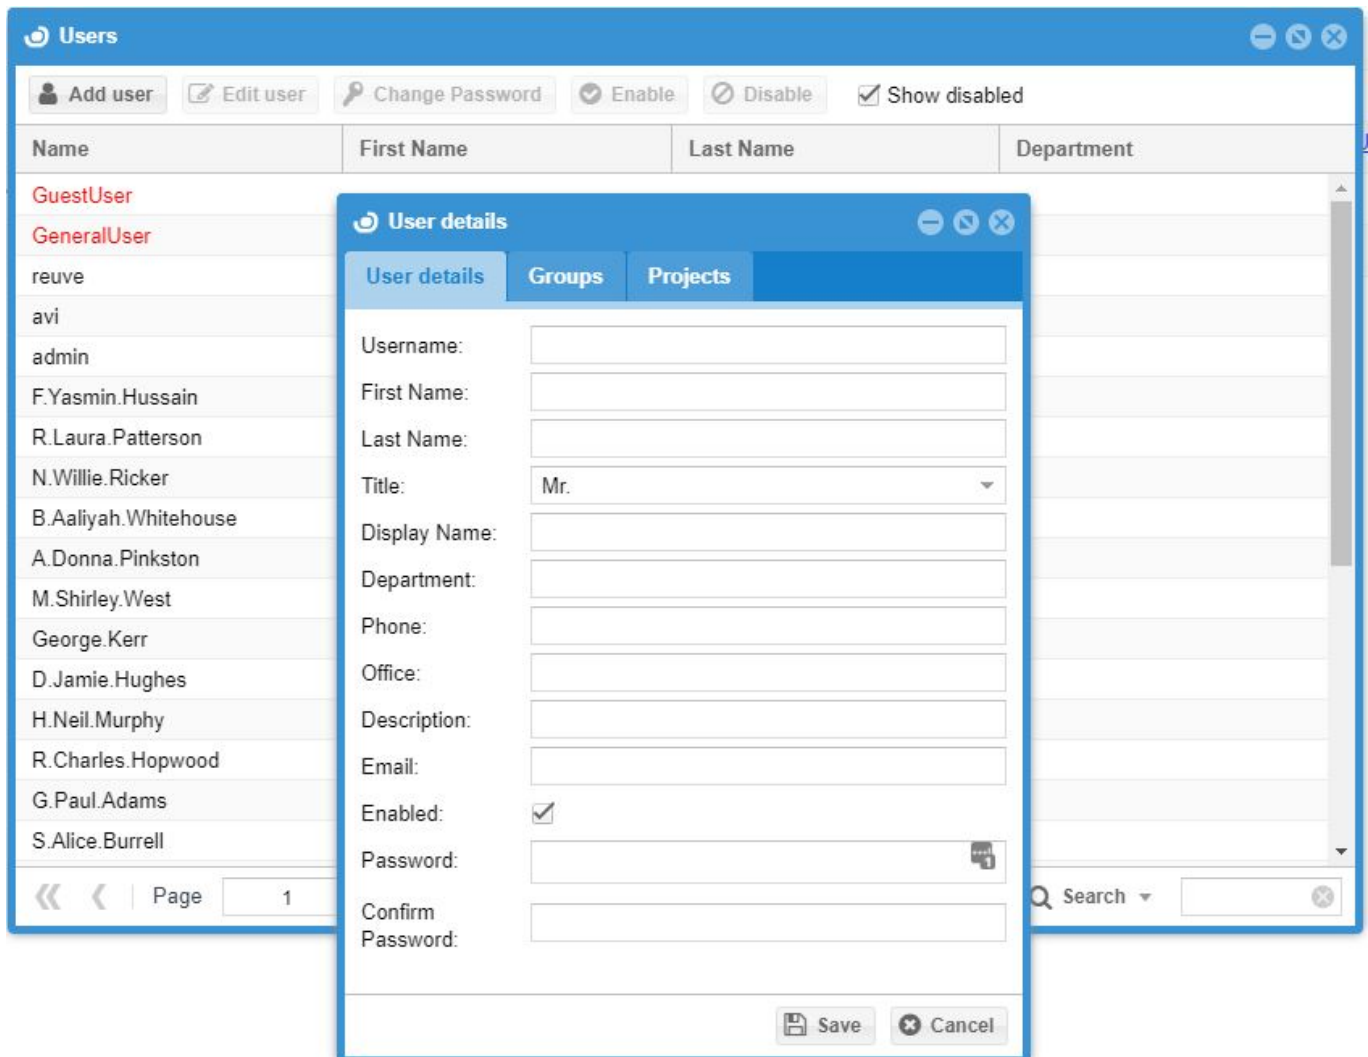 Users
Add user Edit user Change Password Enable Disable Show disabled
Name First Name Last Name Department
GuestUser
GeneralUser
reuve
avi
admin
F.Yasmin.Hussain
R.Laura.Patterson
N.Willie.Ricker
B.Aaliyah.Whitehouse
A.Donna.Pinkston
M.Shirley.West
George.Kerr
D.Jamie.Hughes
H.Neil.Murphy
R.Charles.Hopwood
G.Paul.Adams
S.Alice.Burrell
Page 1
Search
User details
User details Groups Projects
Username:
First Name:
Last Name:
Title: Mr.
Display Name:
Department:
Phone:
Office:
Description:
Email:
Enabled:
Password: 1
Confirm
Password:
Save Cancel